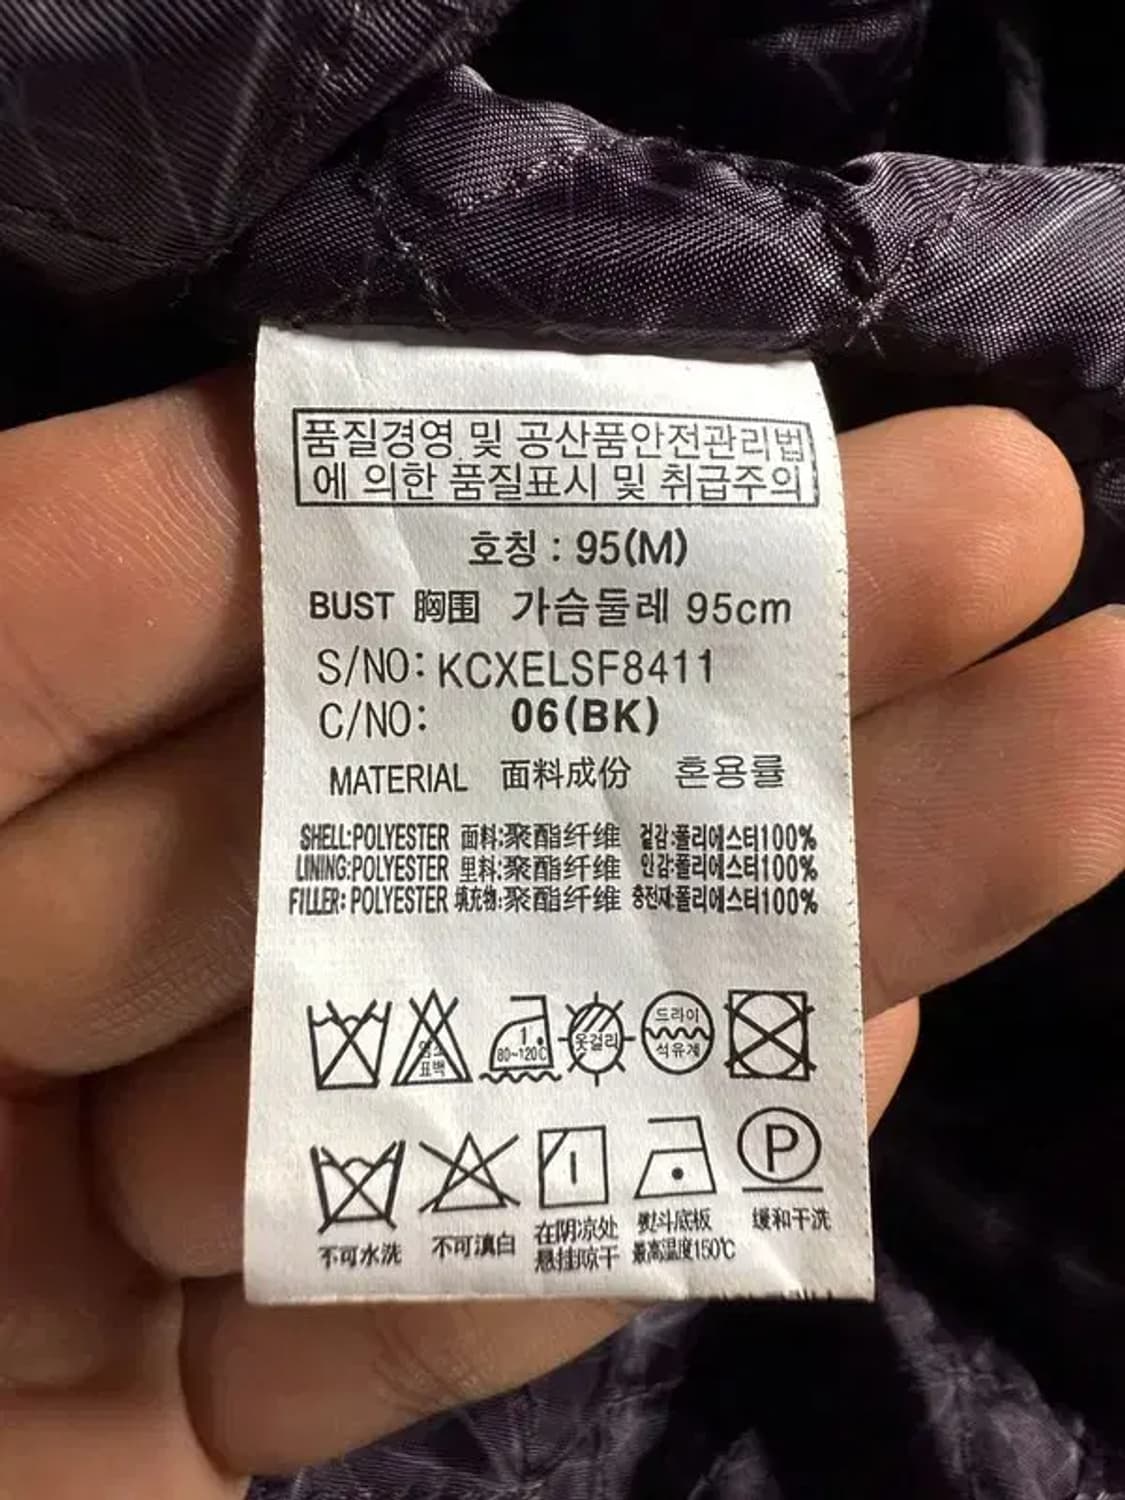 품질경영 및 공산품안전관리법
에 의한 품질표시 및 취급주의
호칭 : 95(M)
BUST 胸围 가슴둘레 95cm
S/NO: KCXELSF8411
C/NO: 06(BK)
MATERIAL 面料成份 혼용률
SHELL:POLYESTER 面料:聚酯纤维 겉감:폴리에스터100%
LINING:POLYESTER 里料:聚酯纤维 안감:폴리에스터100%
FILLER: POLYESTER 填充物:聚酯纤维 충전재:폴리에스터100%
염소 표백
1 80~120℃
옷걸리
드라이 석유계
P
不可水洗 不可漂白 在阴凉处 悬挂晾干 熨斗底板 最高温度150℃ 缓和干洗